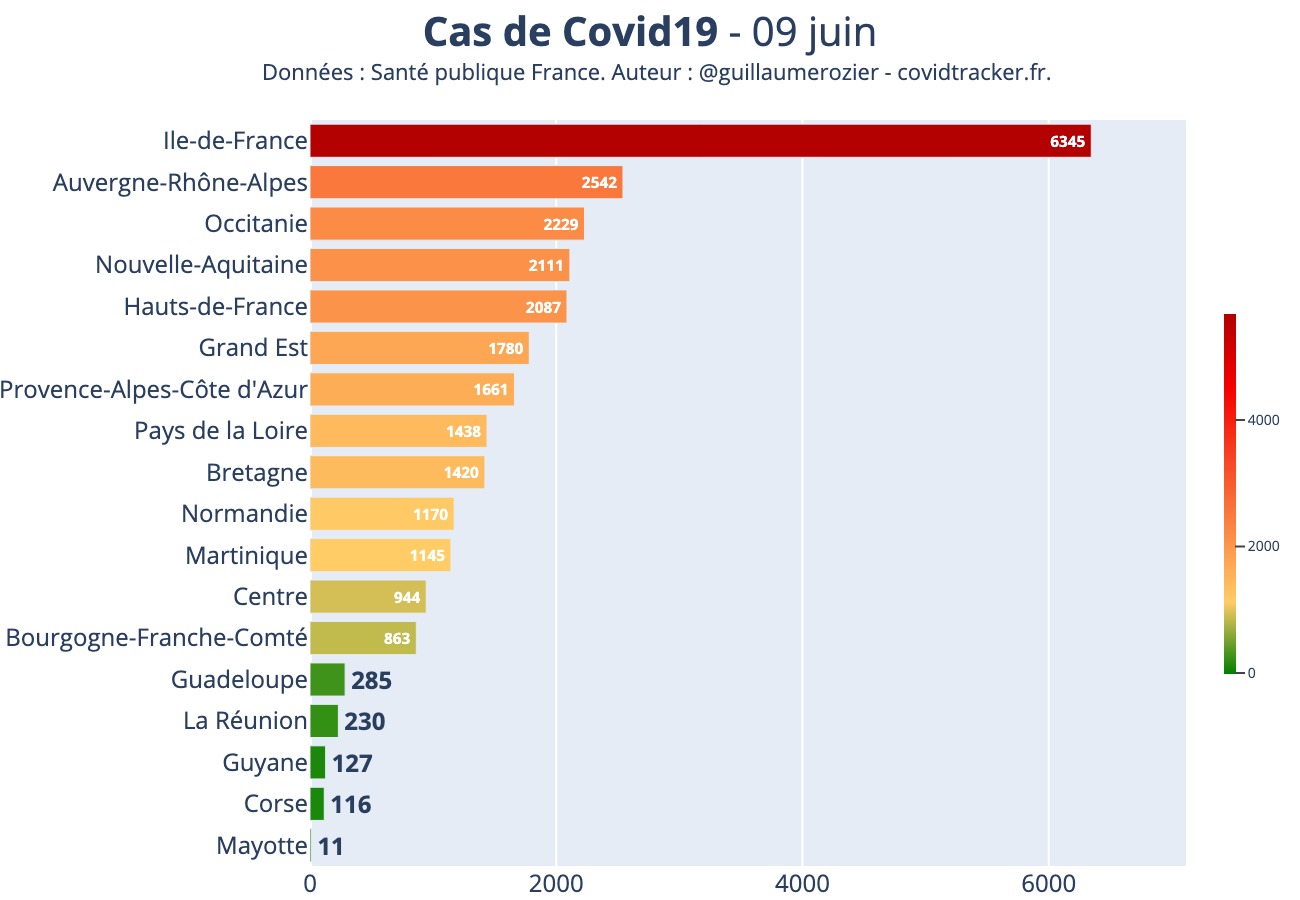 Cas de Covid19 - 09 juin
Données : Santé publique France. Auteur : @guillaumerozier - covidtracker.fr.
Ile-de-France 6345
Auvergne-Rhône-Alpes 2542
Occitanie 2229
Nouvelle-Aquitaine 2111
Hauts-de-France 2087
Grand Est 1780
Provence-Alpes-Côte d'Azur 1661
Pays de la Loire 1438
Bretagne 1420
Normandie 1170
Martinique 1145
Centre 944
Bourgogne-Franche-Comté 863
Guadeloupe 285
La Réunion 230
Guyane 127
Corse 116
Mayotte 11
0 2000 4000 6000
4000
2000
0